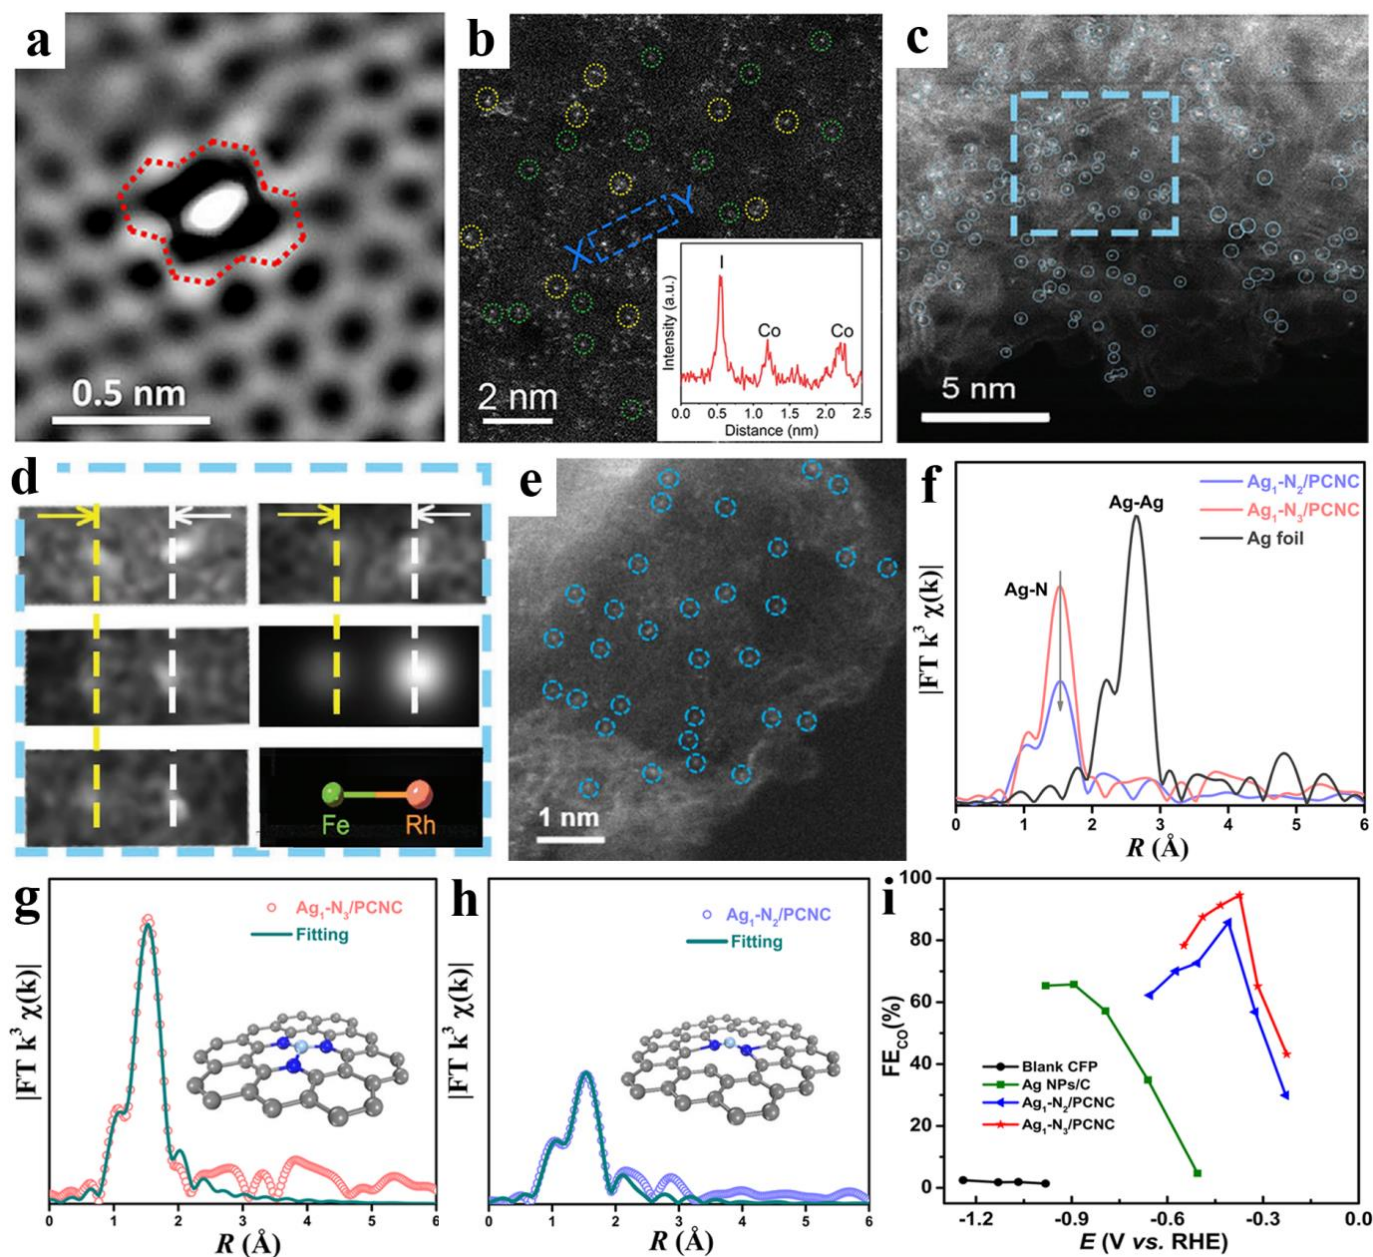 a
0.5 nm
b
X
Y
2 nm
Intensity (a.u.)
I
Co
Co
0.0 0.5 1.0 1.5 2.0 2.5
Distance (nm)
c
5 nm
d
Fe
Rh
e
1 nm
f
Ag₁-N₂/PCNC
Ag₁-N₃/PCNC
Ag foil
Ag-Ag
Ag-N
|FT k³ χ(k)|
0 1 2 3 4 5 6
R (Å)
g
Ag₁-N₃/PCNC
Fitting
|FT k³ χ(k)|
0 1 2 3 4 5 6
R (Å)
h
Ag₁-N₂/PCNC
Fitting
|FT k³ χ(k)|
0 1 2 3 4 5 6
R (Å)
i
FE_CO(%)
100
80
60
40
20
0
Blank CFP
Ag NPs/C
Ag₁-N₂/PCNC
Ag₁-N₃/PCNC
-1.2 -0.9 -0.6 -0.3 0.0
E (V vs. RHE)